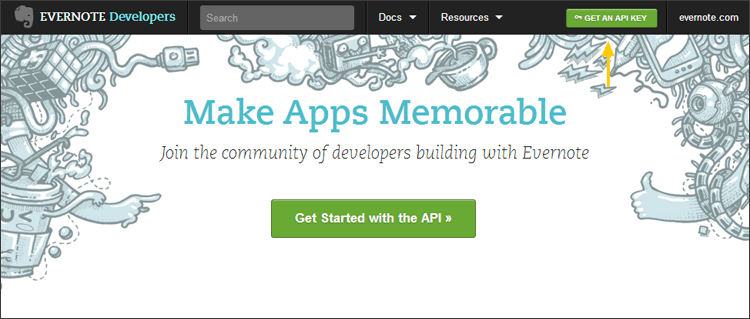 EVERNOTE Developers
Search
Docs
Resources
GET AN API KEY
evernote.com
Make Apps Memorable
Join the community of developers building with Evernote
Get Started with the API »